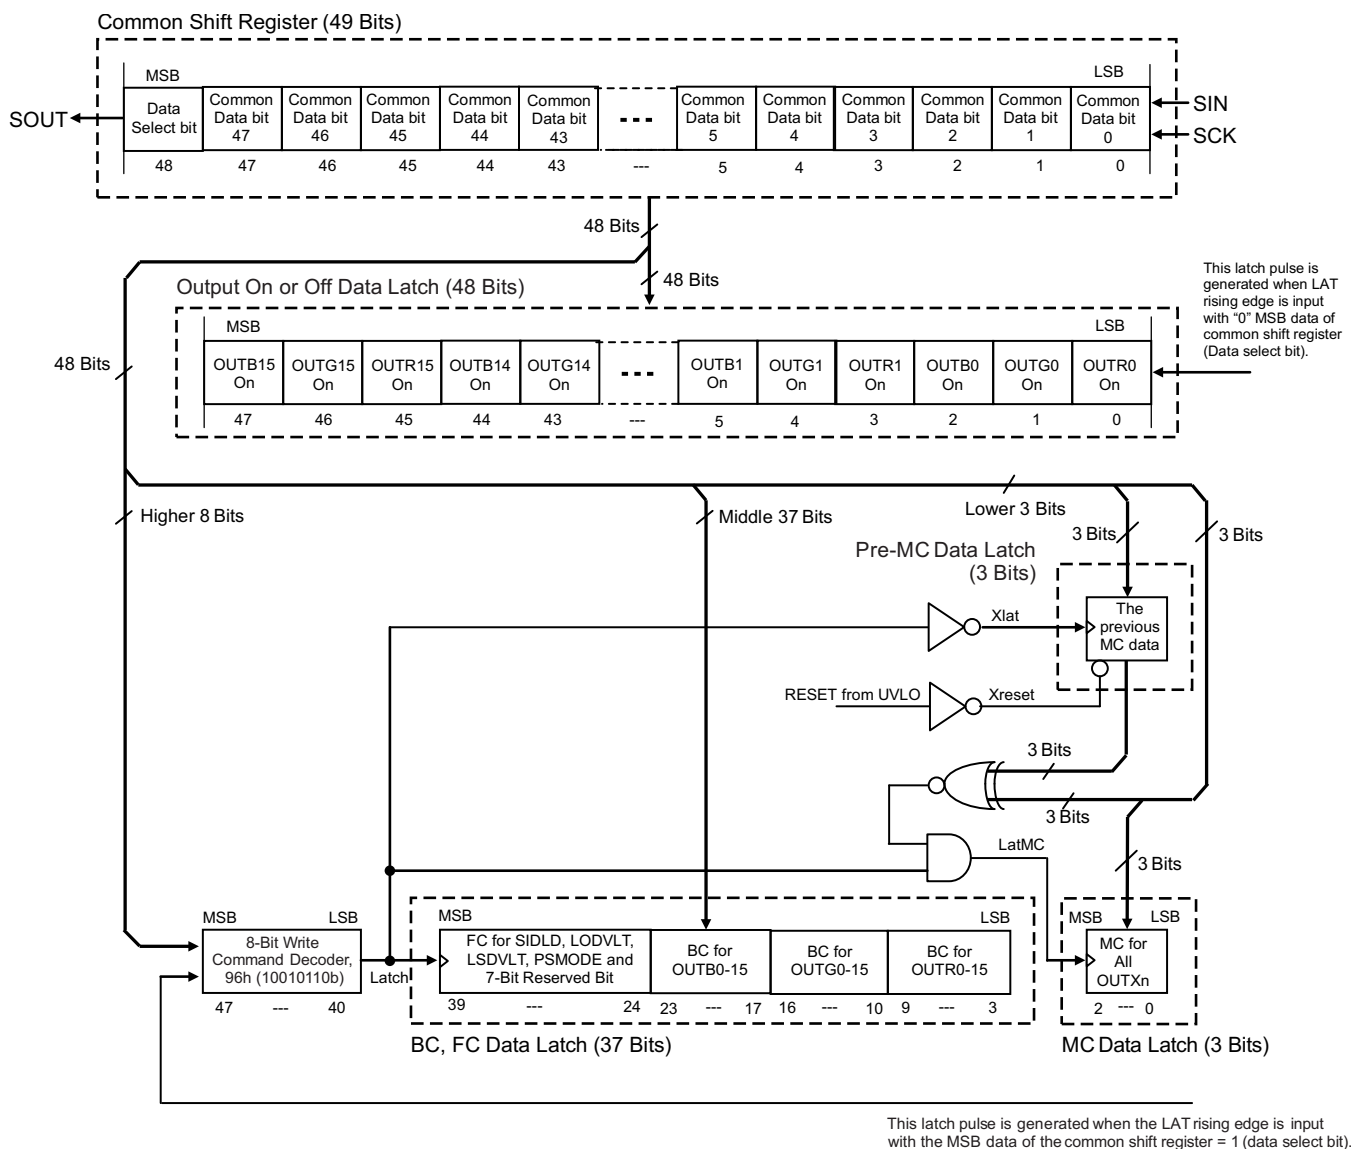 Common Shift Register (49 Bits)
MSB
LSB
SOUT
Data Select bit
Common Data bit 47
Common Data bit 46
Common Data bit 45
Common Data bit 44
Common Data bit 43
Common Data bit 5
Common Data bit 4
Common Data bit 3
Common Data bit 2
Common Data bit 1
Common Data bit 0
SIN
SCK
48 47 46 45 44 43 --- 5 4 3 2 1 0
48 Bits
48 Bits
Output On or Off Data Latch (48 Bits)
This latch pulse is
generated when LAT
rising edge is input
with “0” MSB data of
common shift register
(Data select bit).
MSB
LSB
48 Bits
OUTB15 On
OUTG15 On
OUTR15 On
OUTB14 On
OUTG14 On
OUTB1 On
OUTG1 On
OUTR1 On
OUTB0 On
OUTG0 On
OUTR0 On
47 46 45 44 43 --- 5 4 3 2 1 0
Higher 8 Bits
Middle 37 Bits
Lower 3 Bits
3 Bits
3 Bits
Pre-MC Data Latch
(3 Bits)
Xlat
The
previous
MC data
RESET from UVLO
Xreset
3 Bits
3 Bits
LatMC
3 Bits
MSB
LSB
8-Bit Write
Command Decoder,
96h (10010110b)
47 --- 40
Latch
MSB
LSB
FC for SIDLD, LODVLT,
LSDVLT, PSMODE and
7-Bit Reserved Bit
BC for
OUTB0-15
BC for
OUTG0-15
BC for
OUTR0-15
39 --- 24 23 --- 17 16 --- 10 9 --- 3
BC, FC Data Latch (37 Bits)
MSB
LSB
MC for
All
OUTXn
2 --- 0
MC Data Latch (3 Bits)
This latch pulse is generated when the LAT rising edge is input
with the MSB data of the common shift register = 1 (data select bit).